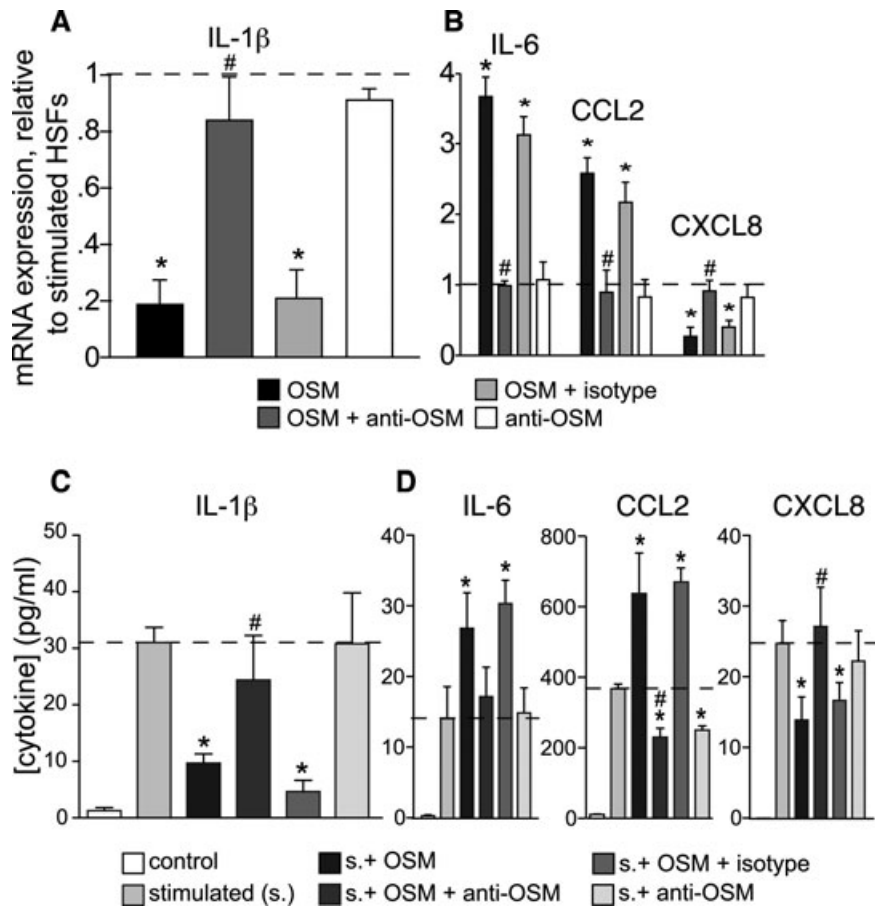 A
IL-1β
mRNA expression, relative
to stimulated HSFs
1
.8
.6
.4
.2
0
#
*
*
B
IL-6
CCL2
CXCL8
4
3
2
1
0
*
#
*
*
#
*
*
#
*
OSM
OSM + isotype
OSM + anti-OSM
anti-OSM
C
IL-1β
[cytokine] (pg/ml)
50
40
30
20
10
0
*
#
*
D
IL-6
40
30
20
10
0
*
*
CCL2
800
600
400
200
0
*
#
*
*
*
CXCL8
40
30
20
10
0
*
#
*
control
s.+ OSM
s.+ OSM + isotype
stimulated (s.)
s.+ OSM + anti-OSM
s.+ anti-OSM